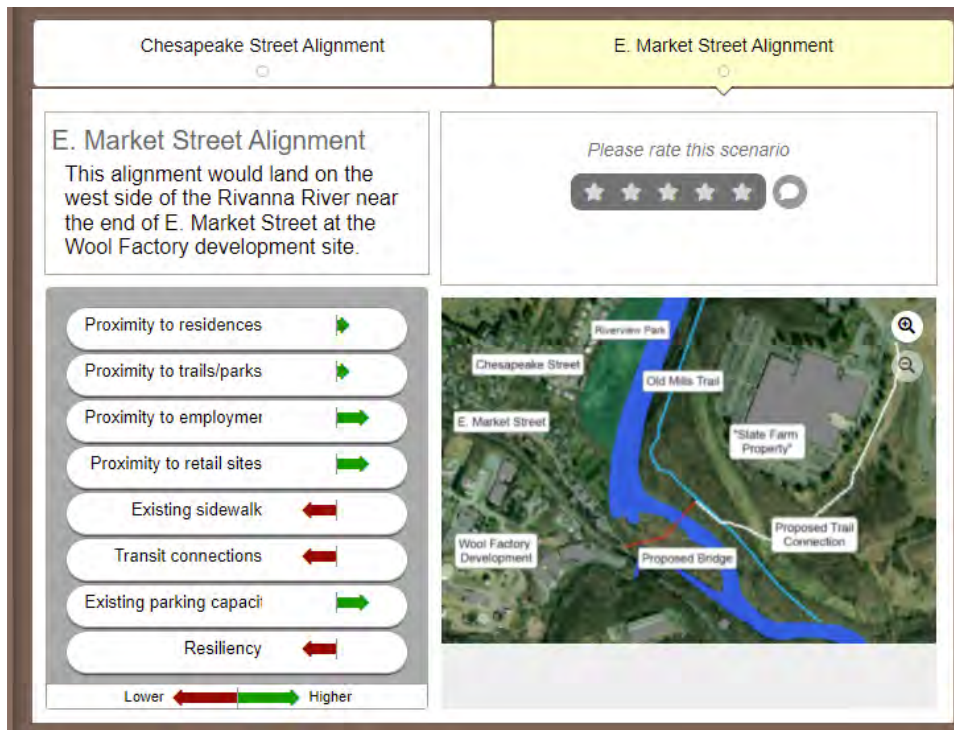 Chesapeake Street Alignment
E. Market Street Alignment
E. Market Street Alignment
This alignment would land on the
west side of the Rivanna River near
the end of E. Market Street at the
Wool Factory development site.
Please rate this scenario
Proximity to residences
Proximity to trails/parks
Proximity to employmer
Proximity to retail sites
Existing sidewalk
Transit connections
Existing parking capacit
Resiliency
Lower
Higher
Riverview Park
Chesapeake Street
Old Mills Trail
E. Market Street
"State Farm
Property"
Wool Factory
Development
Proposed Bridge
Proposed Trail
Connection